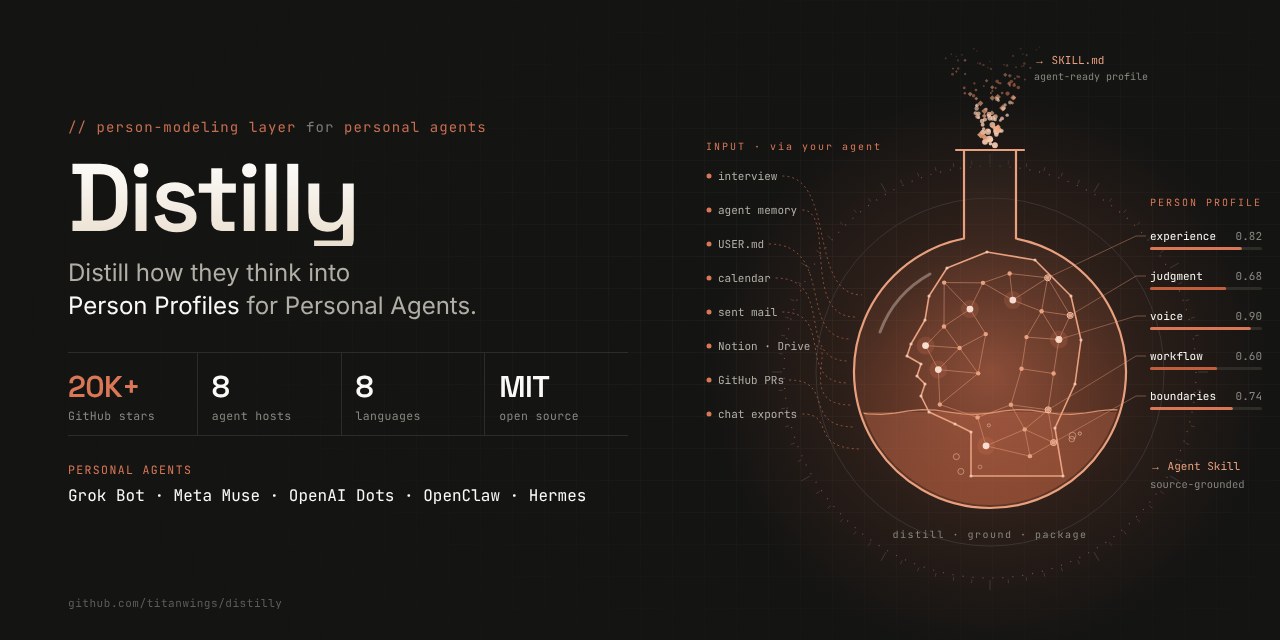 // person-modeling layer for personal agents
Distilly
Distill how they think into
Person Profiles for Personal Agents.
20K+
GitHub stars
8
agent hosts
8
languages
MIT
open source
PERSONAL AGENTS
Grok Bot · Meta Muse · OpenAI Dots · OpenClaw · Hermes
github.com/titanwings/distilly
INPUT · via your agent
interview
agent memory
USER.md
calendar
sent mail
Notion · Drive
GitHub PRs
chat exports
→ SKILL.md
agent-ready profile
PERSON PROFILE
experience 0.82
judgment 0.68
voice 0.90
workflow 0.60
boundaries 0.74
→ Agent Skill
source-grounded
distill · ground · package